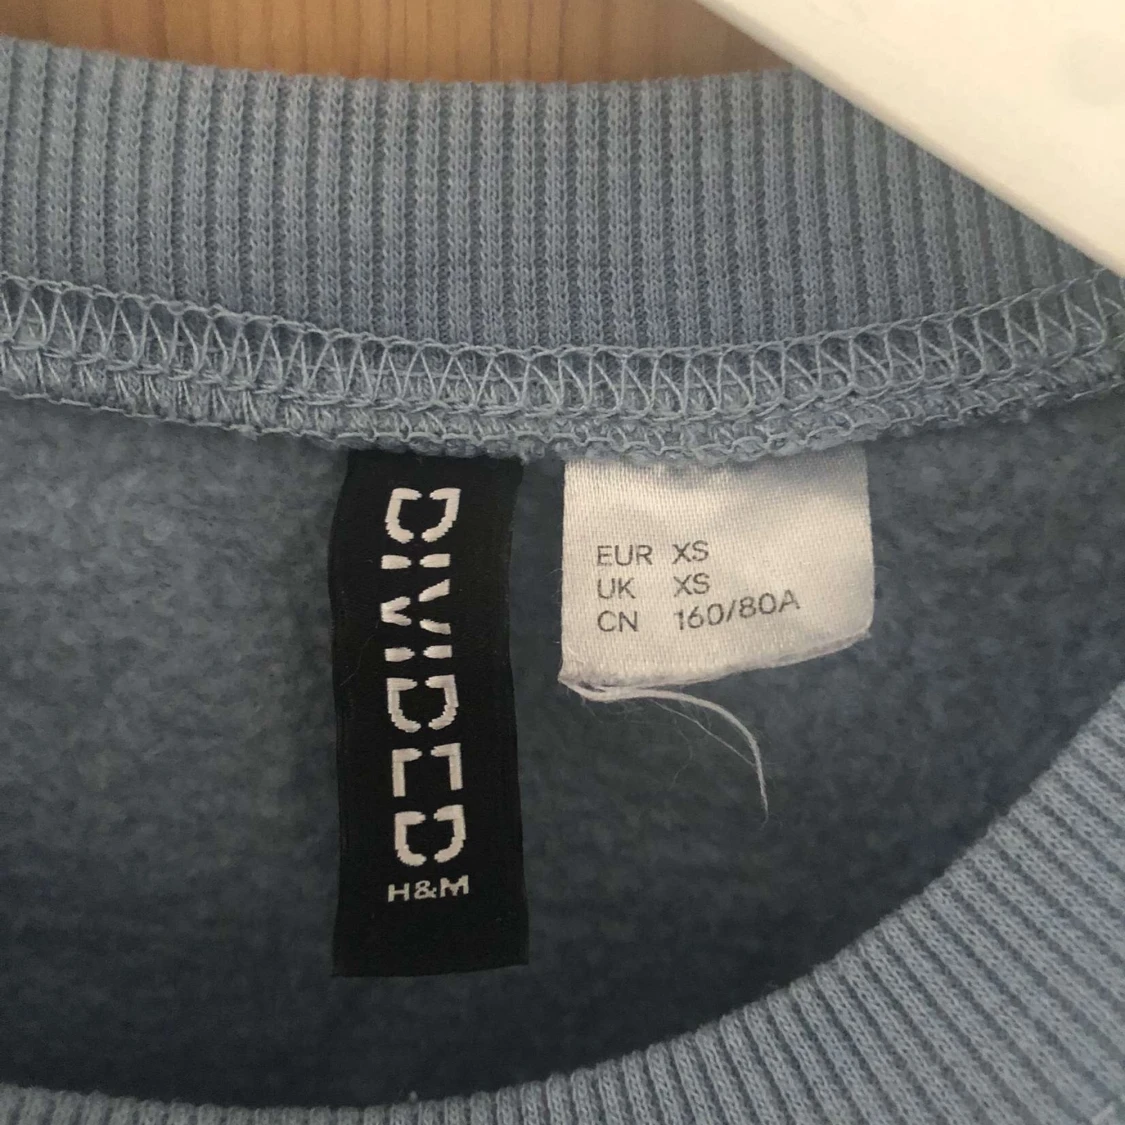 DIVIDED
H&M
EUR XS
UK XS
CN 160/80A